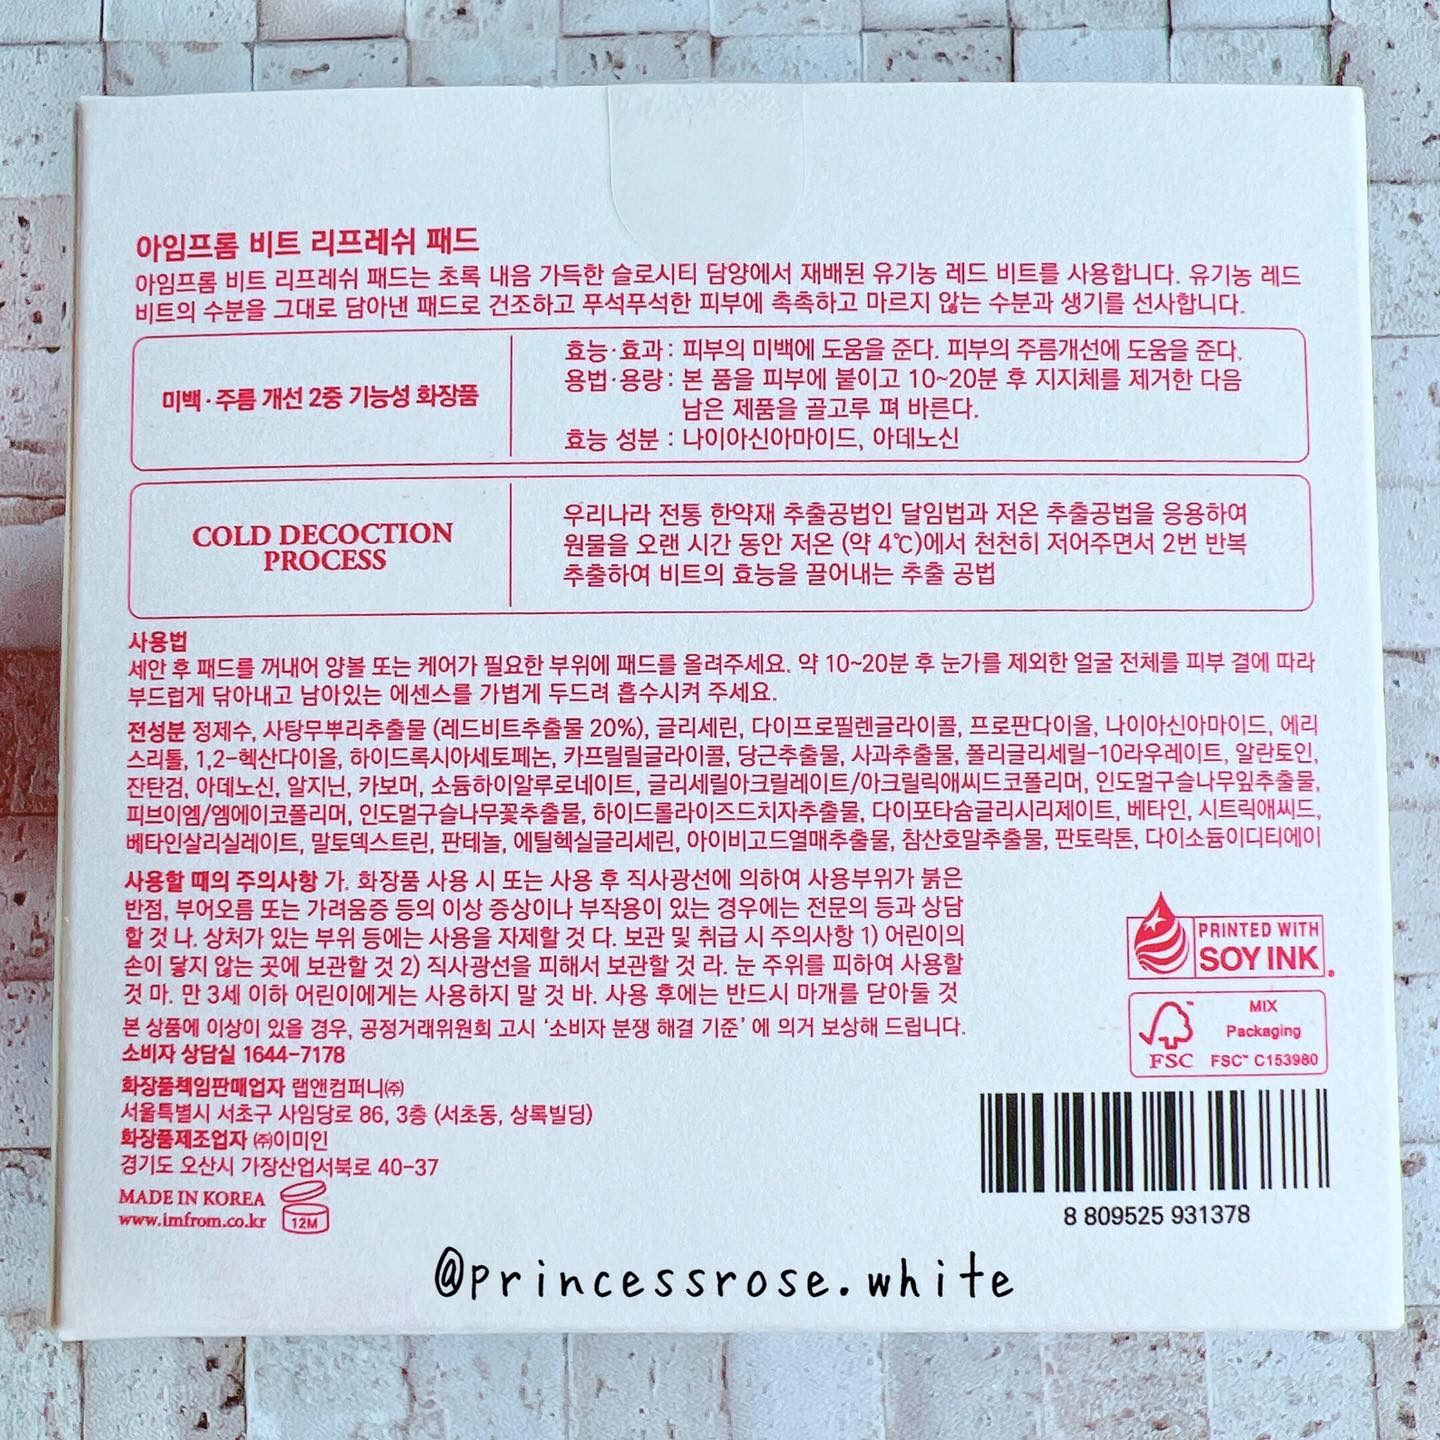 아임프롬 비트 리프레쉬 패드
아임프롬 비트 리프레쉬 패드는 초록 내음 가득한 슬로시티 담양에서 재배된 유기농 레드 비트를 사용합니다. 유기농 레드
비트의 수분을 그대로 담아낸 패드로 건조하고 푸석푸석한 피부에 촉촉하고 마르지 않는 수분과 생기를 선사합니다.
미백·주름 개선 2중 기능성 화장품
효능·효과 : 피부의 미백에 도움을 준다. 피부의 주름개선에 도움을 준다.
용법·용량 : 본 품을 피부에 붙이고 10~20분 후 지지체를 제거한 다음
남은 제품을 골고루 펴 바른다.
효능 성분 : 나이아신아마이드, 아데노신
COLD DECOCTION
PROCESS
우리나라 전통 한약재 추출공법인 달임법과 저온 추출공법을 응용하여
원물을 오랜 시간 동안 저온 (약 4℃)에서 천천히 저어주면서 2번 반복
추출하여 비트의 효능을 끌어내는 추출 공법
사용법
세안 후 패드를 꺼내어 양볼 또는 케어가 필요한 부위에 패드를 올려주세요. 약 10~20분 후 눈가를 제외한 얼굴 전체를 피부 결에 따라
부드럽게 닦아내고 남아있는 에센스를 가볍게 두드려 흡수시켜 주세요.
전성분 정제수, 사탕무뿌리추출물 (레드비트추출물 20%), 글리세린, 다이프로필렌글라이콜, 프로판다이올, 나이아신아마이드, 에리
스리톨, 1,2-헥산다이올, 하이드록시아세토페논, 카프릴릴글라이콜, 당근추출물, 사과추출물, 폴리글리세릴-10라우레이트, 알란토인,
잔탄검, 아데노신, 알지닌, 카보머, 소듐하이알루로네이트, 글리세릴아크릴레이트/아크릴릭애씨드코폴리머, 인도멀구슬나무잎추출물,
피브이엠/엠에이코폴리머, 인도멀구슬나무꽃추출물, 하이드롤라이즈드치자추출물, 다이포타슘글리시리제이트, 베타인, 시트릭애씨드,
베타인살리실레이트, 말토덱스트린, 판테놀, 에틸헥실글리세린, 아이비고드열매추출물, 참산호말추출물, 판토락톤, 다이소듐이디티에이
사용할 때의 주의사항 가. 화장품 사용 시 또는 사용 후 직사광선에 의하여 사용부위가 붉은
반점, 부어오름 또는 가려움증 등의 이상 증상이나 부작용이 있는 경우에는 전문의 등과 상담
할 것 나. 상처가 있는 부위 등에는 사용을 자제할 것 다. 보관 및 취급 시 주의사항 1) 어린이의
손이 닿지 않는 곳에 보관할 것 2) 직사광선을 피해서 보관할 것 라. 눈 주위를 피하여 사용할
것 마. 만 3세 이하 어린이에게는 사용하지 말 것 바. 사용 후에는 반드시 마개를 닫아둘 것
본 상품에 이상이 있을 경우, 공정거래위원회 고시 '소비자 분쟁 해결 기준' 에 의거 보상해 드립니다.
소비자 상담실 1644-7178
화장품책임판매업자 랩앤컴퍼니㈜
서울특별시 서초구 사임당로 86, 3층 (서초동, 상록빌딩)
화장품제조업자 ㈜이미인
경기도 오산시 가장산업서북로 40-37
MADE IN KOREA
www.imfrom.co.kr
12M
PRINTED WITH
SOY INK
FSC™
MIX
Packaging
FSC™ C153980
8 809525 931378
@princessrose.white